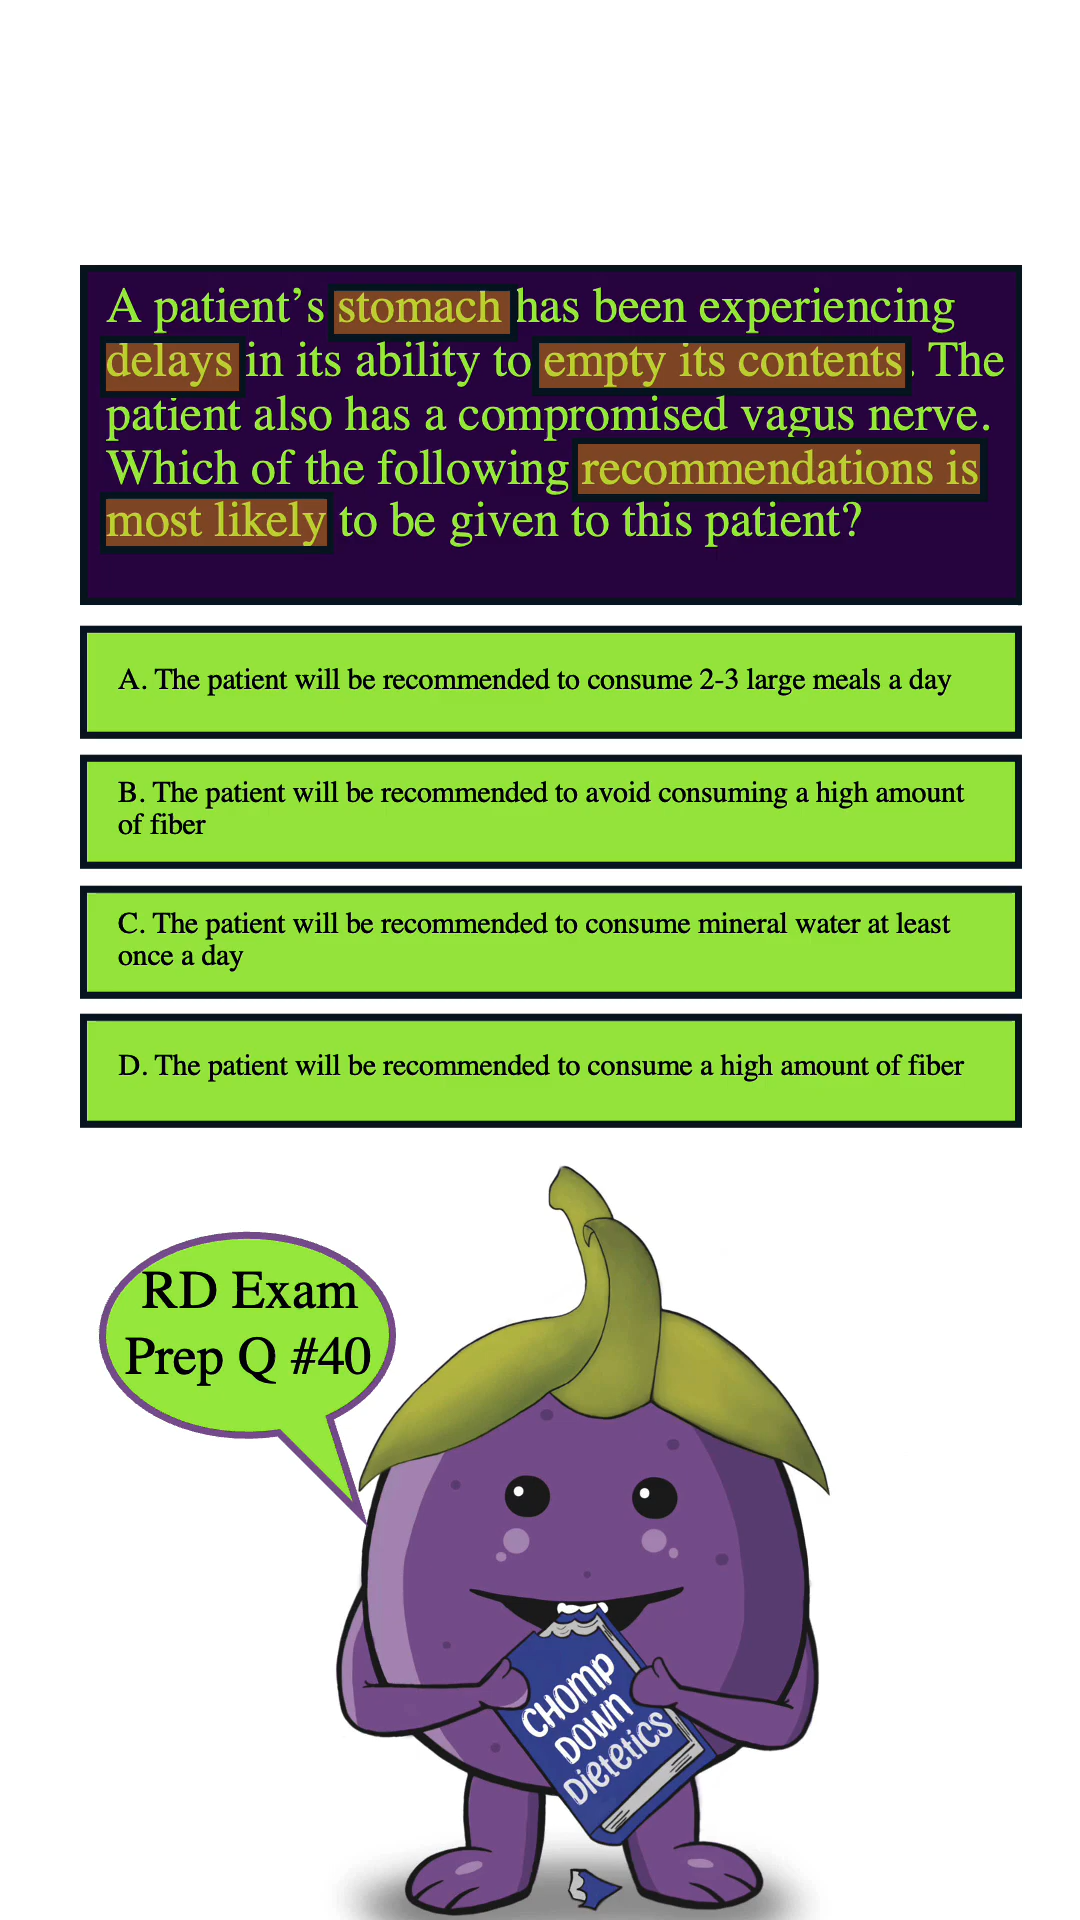 A patient’s stomach has been experiencing
delays in its ability to empty its contents. The
patient also has a compromised vagus nerve.
Which of the following recommendations is
most likely to be given to this patient?
A. The patient will be recommended to consume 2-3 large meals a day
B. The patient will be recommended to avoid consuming a high amount
of fiber
C. The patient will be recommended to consume mineral water at least
once a day
D. The patient will be recommended to consume a high amount of fiber
RD Exam
Prep Q #40
CHOMP
DOWN
Dietetics